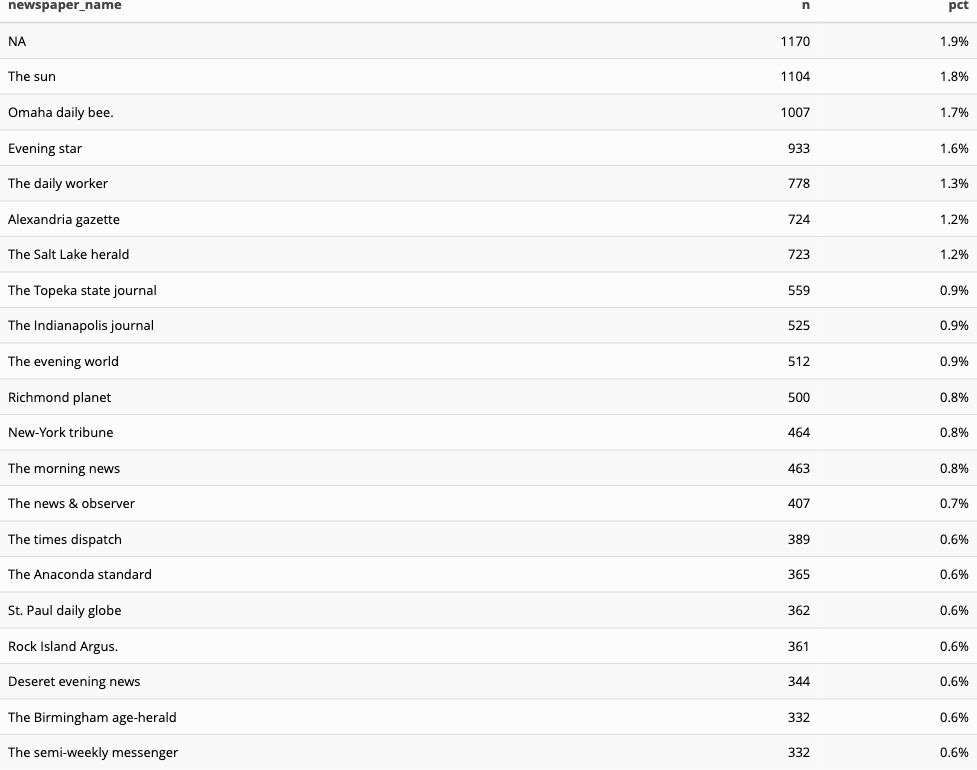 newspaper_name n pct
NA 1170 1.9%
The sun 1104 1.8%
Omaha daily bee. 1007 1.7%
Evening star 933 1.6%
The daily worker 778 1.3%
Alexandria gazette 724 1.2%
The Salt Lake herald 723 1.2%
The Topeka state journal 559 0.9%
The Indianapolis journal 525 0.9%
The evening world 512 0.9%
Richmond planet 500 0.8%
New-York tribune 464 0.8%
The morning news 463 0.8%
The news & observer 407 0.7%
The times dispatch 389 0.6%
The Anaconda standard 365 0.6%
St. Paul daily globe 362 0.6%
Rock Island Argus. 361 0.6%
Deseret evening news 344 0.6%
The Birmingham age-herald 332 0.6%
The semi-weekly messenger 332 0.6%